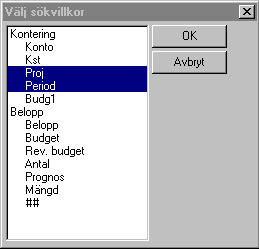 Välj sökvillkor
Kontering
Konto
Kst
Proj
Period
Budg1
Belopp
Belopp
Budget
Rev. budget
Antal
Prognos
Mängd
##
OK
Avbryt